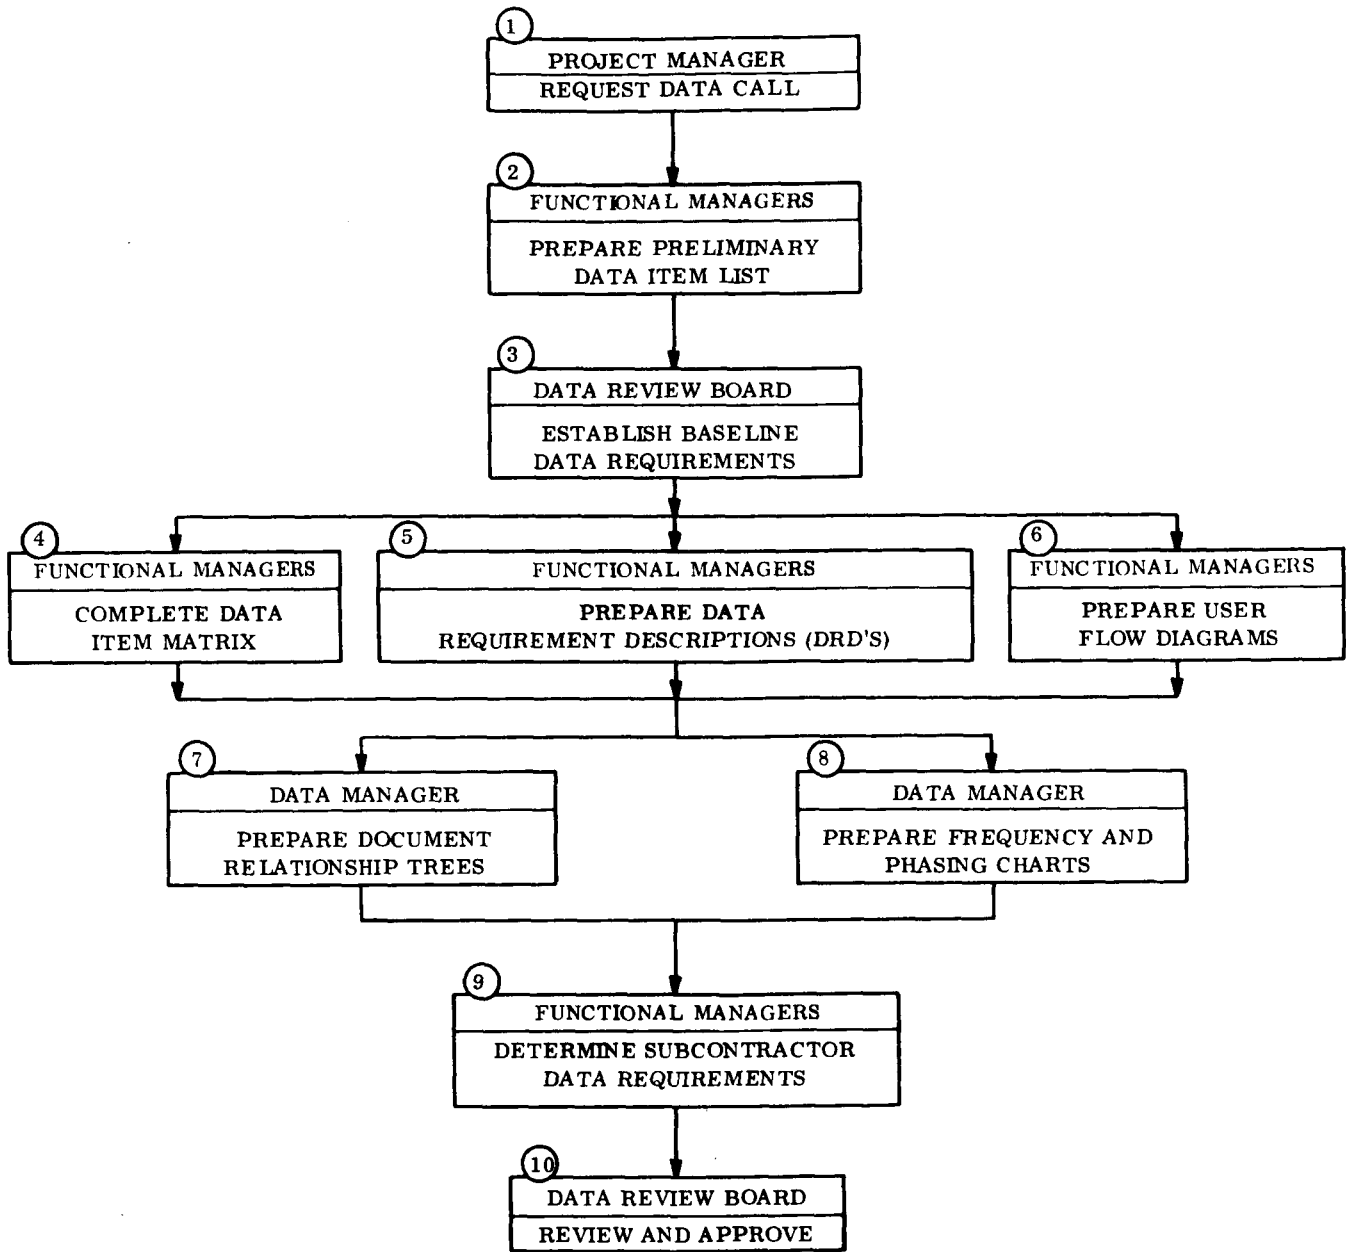 1
PROJECT MANAGER
REQUEST DATA CALL
2
FUNCTIONAL MANAGERS
PREPARE PRELIMINARY
DATA ITEM LIST
3
DATA REVIEW BOARD
ESTABLISH BASELINE
DATA REQUIREMENTS
4
FUNCTIONAL MANAGERS
COMPLETE DATA
ITEM MATRIX
5
FUNCTIONAL MANAGERS
PREPARE DATA
REQUIREMENT DESCRIPTIONS (DRD'S)
6
FUNCTIONAL MANAGERS
PREPARE USER
FLOW DIAGRAMS
7
DATA MANAGER
PREPARE DOCUMENT
RELATIONSHIP TREES
8
DATA MANAGER
PREPARE FREQUENCY AND
PHASING CHARTS
9
FUNCTIONAL MANAGERS
DETERMINE SUBCONTRACTOR
DATA REQUIREMENTS
10
DATA REVIEW BOARD
REVIEW AND APPROVE